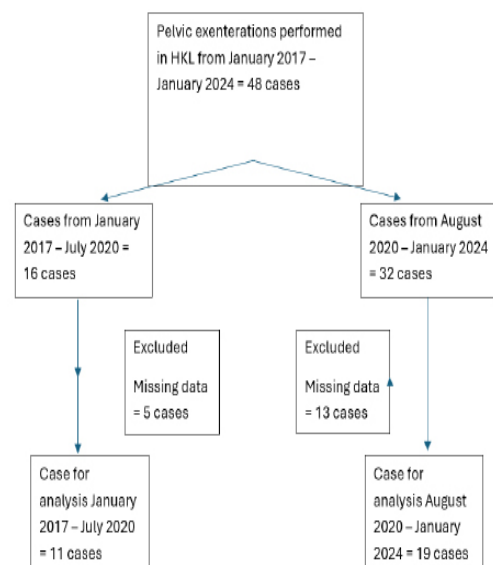 Pelvic exenterations performed
in HKL from January 2017 –
January 2024 = 48 cases
Cases from January
2017 – July 2020 =
16 cases
Cases from August
2020 – January 2024
= 32 cases
Excluded
Missing data
= 5 cases
Excluded
Missing data
= 13 cases
Case for
analysis January
2017 – July 2020
= 11 cases
Case for
analysis August
2020 – January
2024 = 19 cases